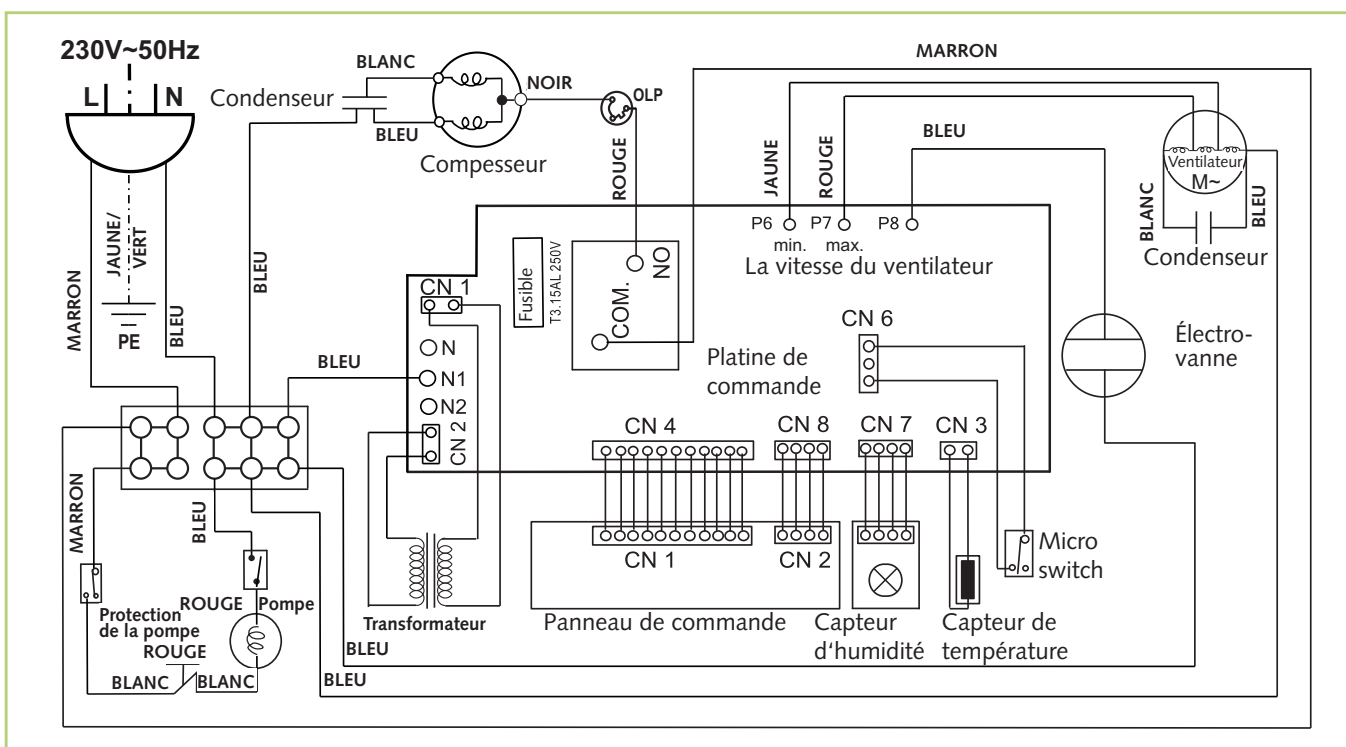 230V~50Hz
L
N
MARRON
JAUNE/
VERT
BLEU
PE
BLEU
Condenseur
BLANC
BLEU
NOIR
Compesseur
OLP
ROUGE
MARRON
JAUNE
ROUGE
BLEU
Ventilateur
M~
BLANC
BLEU
Condenseur
P6
P7
P8
min.
max.
La vitesse du ventilateur
Fusible
T3.15AL 250V
COM.
NO
CN 1
N
N1
N2
CN 2
BLEU
Platine de
commande
CN 6
Électro-
vanne
CN 4
CN 8
CN 7
CN 3
CN 1
CN 2
Panneau de commande
Capteur
d'humidité
Capteur de
température
Micro
switch
Transformateur
MARRON
BLEU
Protection
de la pompe
ROUGE
Pompe
ROUGE
BLANC
BLANC
BLEU
BLEU